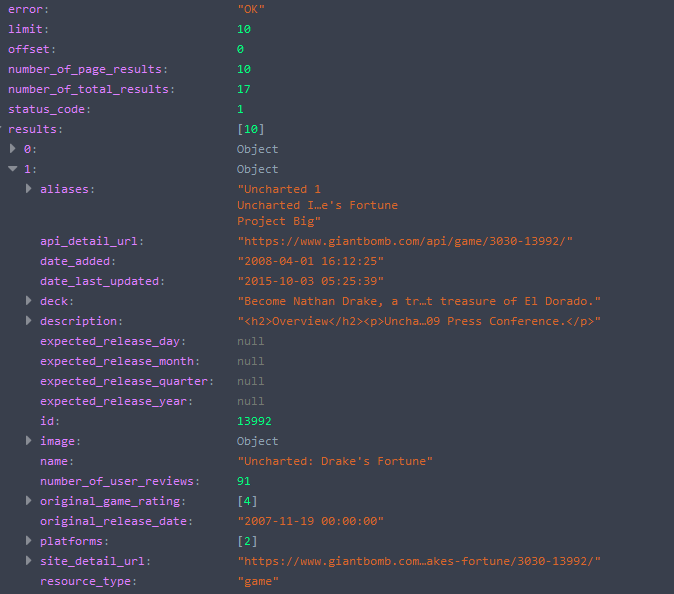 error: "OK"
limit: 10
offset: 0
number_of_page_results: 10
number_of_total_results: 17
status_code: 1
results: [10]
0: Object
1: Object
aliases: "Uncharted 1
Uncharted I…e's Fortune
Project Big"
api_detail_url: "https://www.giantbomb.com/api/game/3030-13992/"
date_added: "2008-04-01 16:12:25"
date_last_updated: "2015-10-03 05:25:39"
deck: "Become Nathan Drake, a tr…t treasure of El Dorado."
description: "<h2>Overview</h2><p>Uncha…09 Press Conference.</p>"
expected_release_day: null
expected_release_month: null
expected_release_quarter: null
expected_release_year: null
id: 13992
image: Object
name: "Uncharted: Drake's Fortune"
number_of_user_reviews: 91
original_game_rating: [4]
original_release_date: "2007-11-19 00:00:00"
platforms: [2]
site_detail_url: "https://www.giantbomb.com…akes-fortune/3030-13992/"
resource_type: "game"